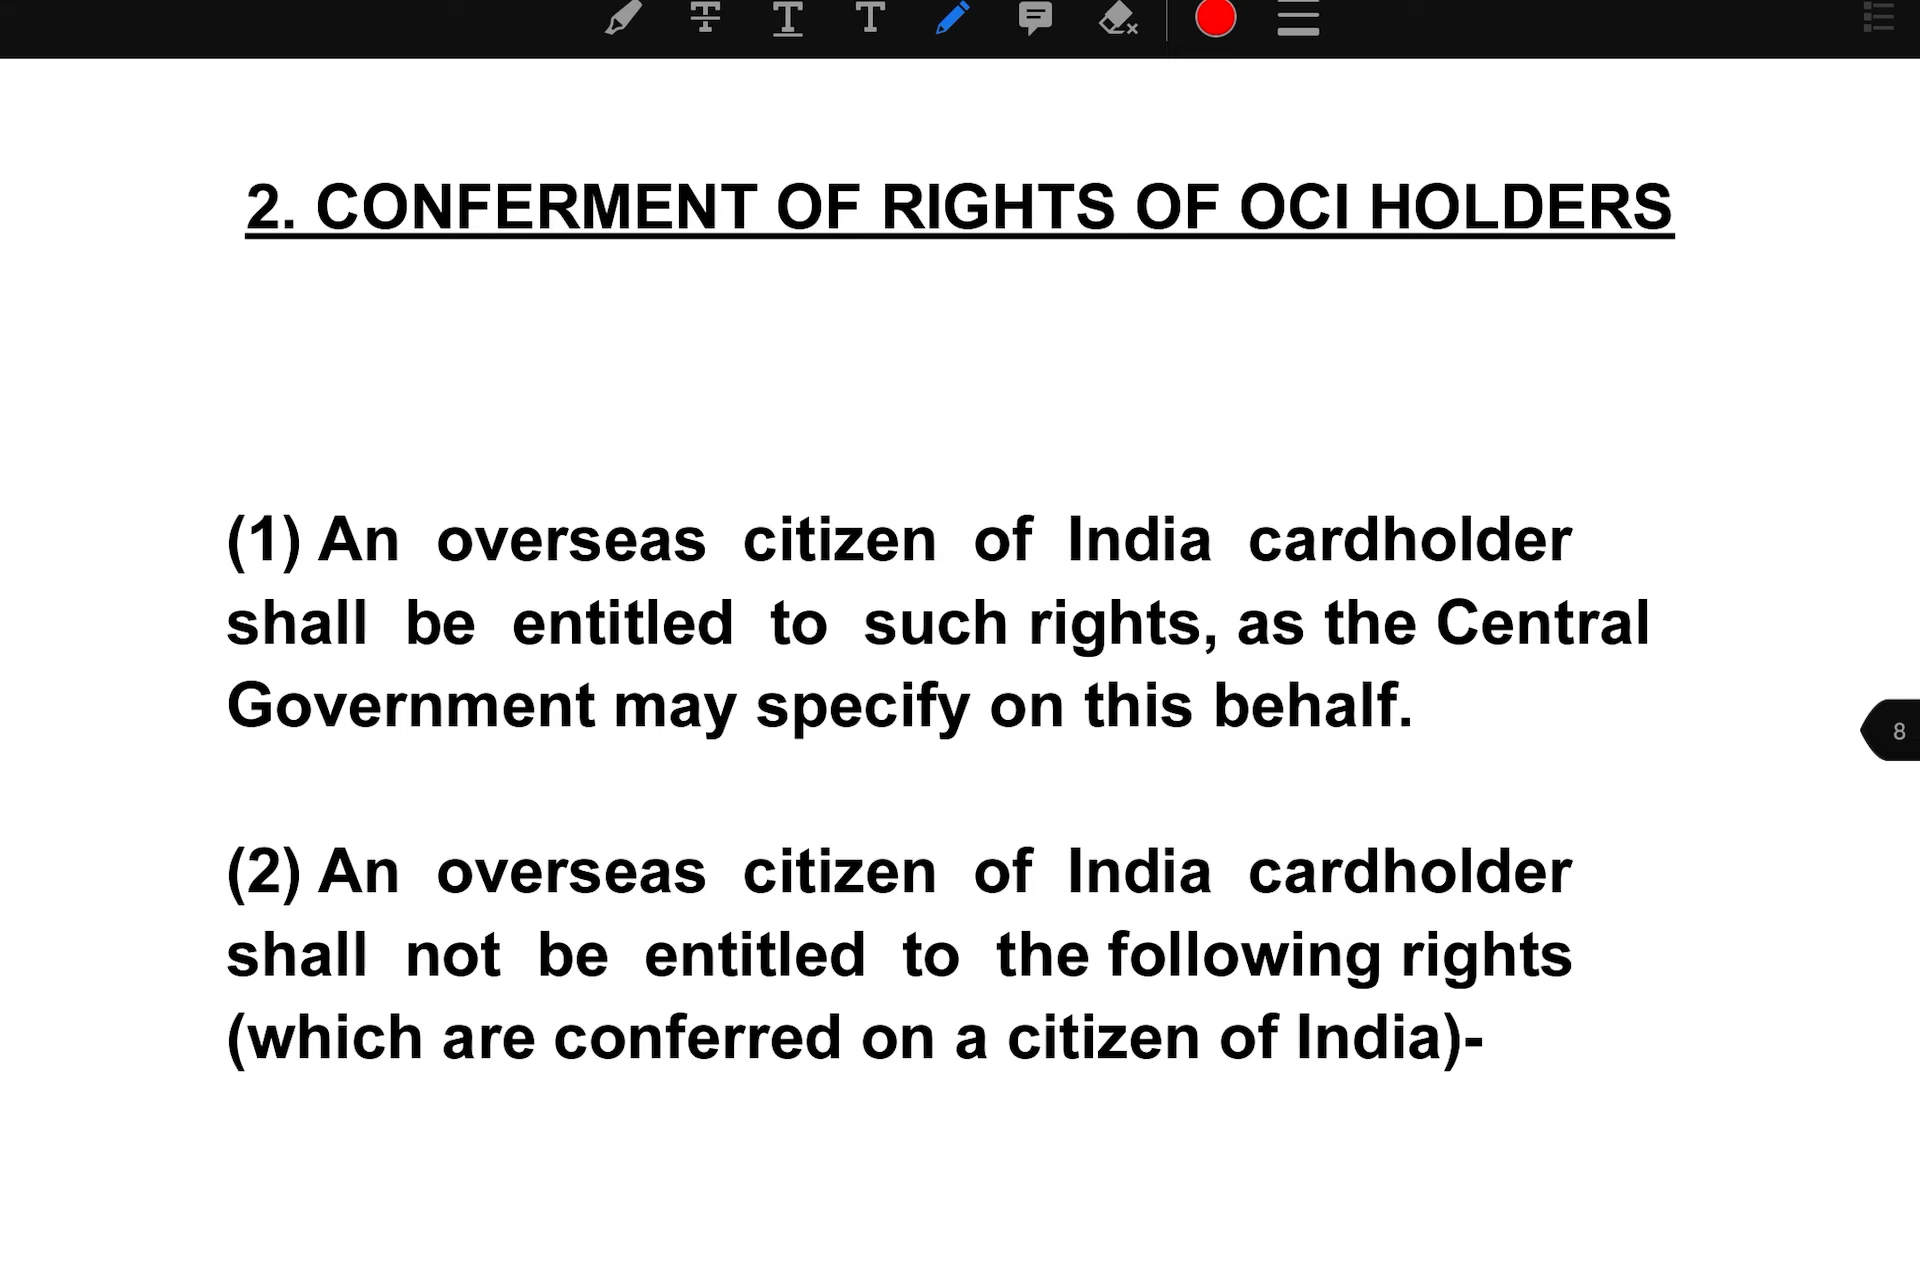 2. CONFERMENT OF RIGHTS OF OCI HOLDERS
(1) An overseas citizen of India cardholder
shall be entitled to such rights, as the Central
Government may specify on this behalf.
(2) An overseas citizen of India cardholder
shall not be entitled to the following rights
(which are conferred on a citizen of India)-
8